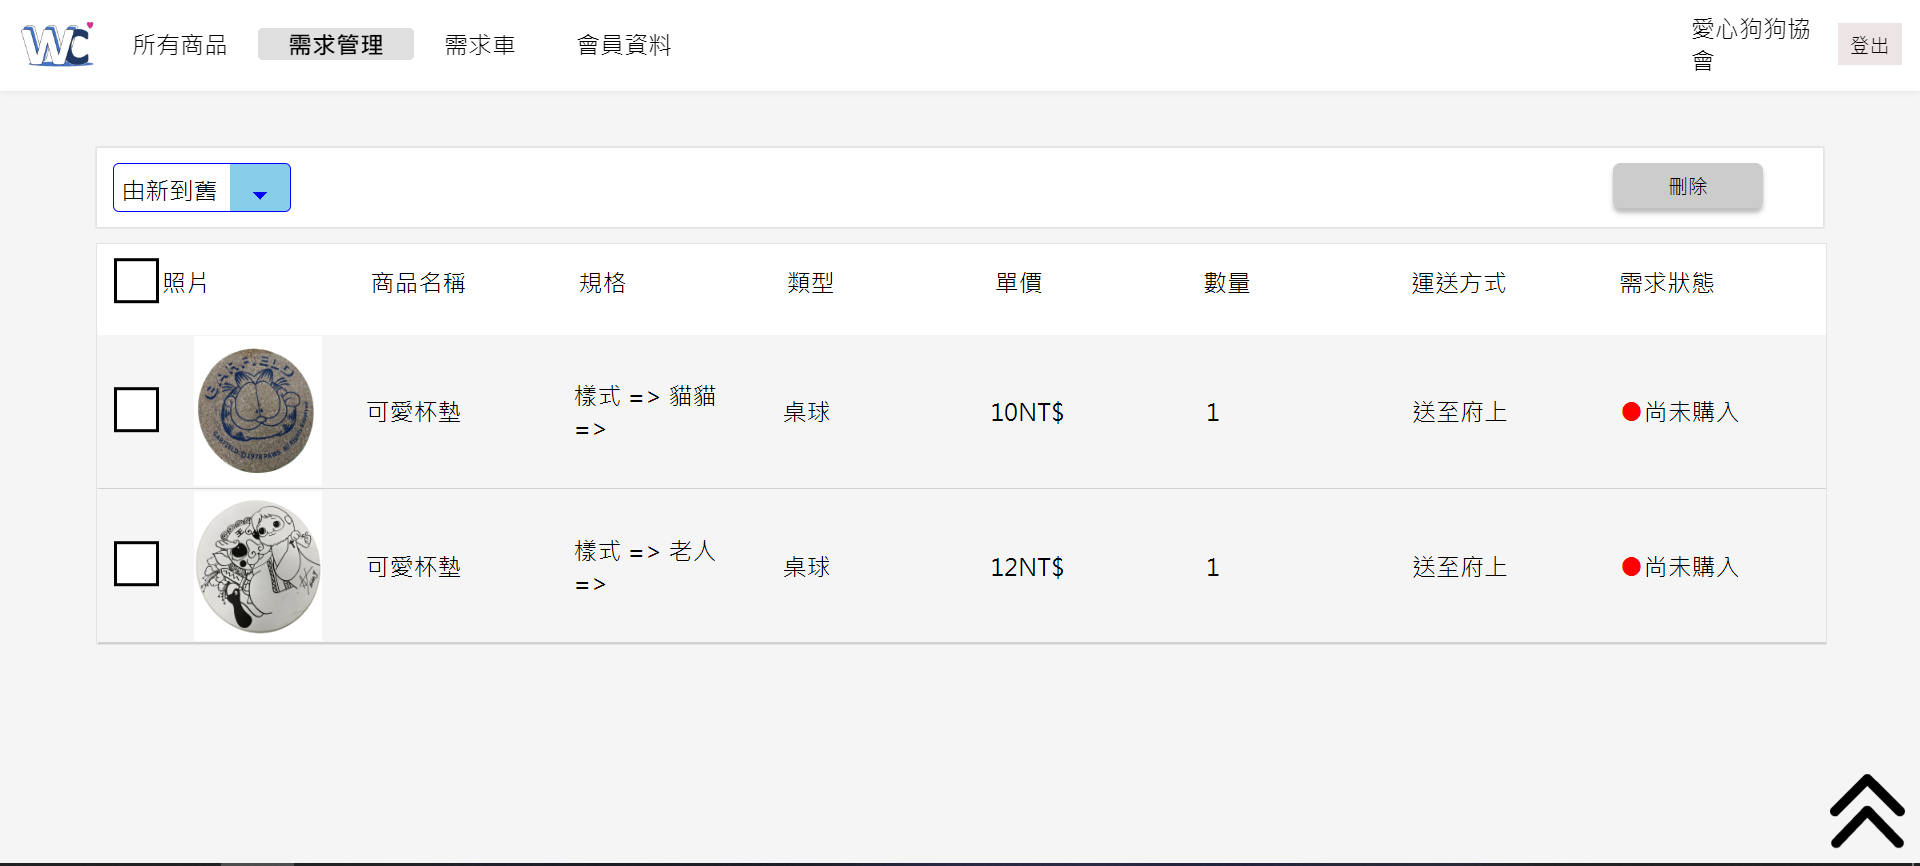 WC
所有商品
需求管理
需求車
會員資料
愛心狗狗協
會
登出
由新到舊
刪除
照片
商品名稱
規格
類型
單價
數量
運送方式
需求狀態
GARFIELD
可愛杯墊
樣式 => 貓貓
=>
桌球
10NT$
1
送至府上
尚未購入
可愛杯墊
樣式 => 老人
=>
桌球
12NT$
1
送至府上
尚未購入